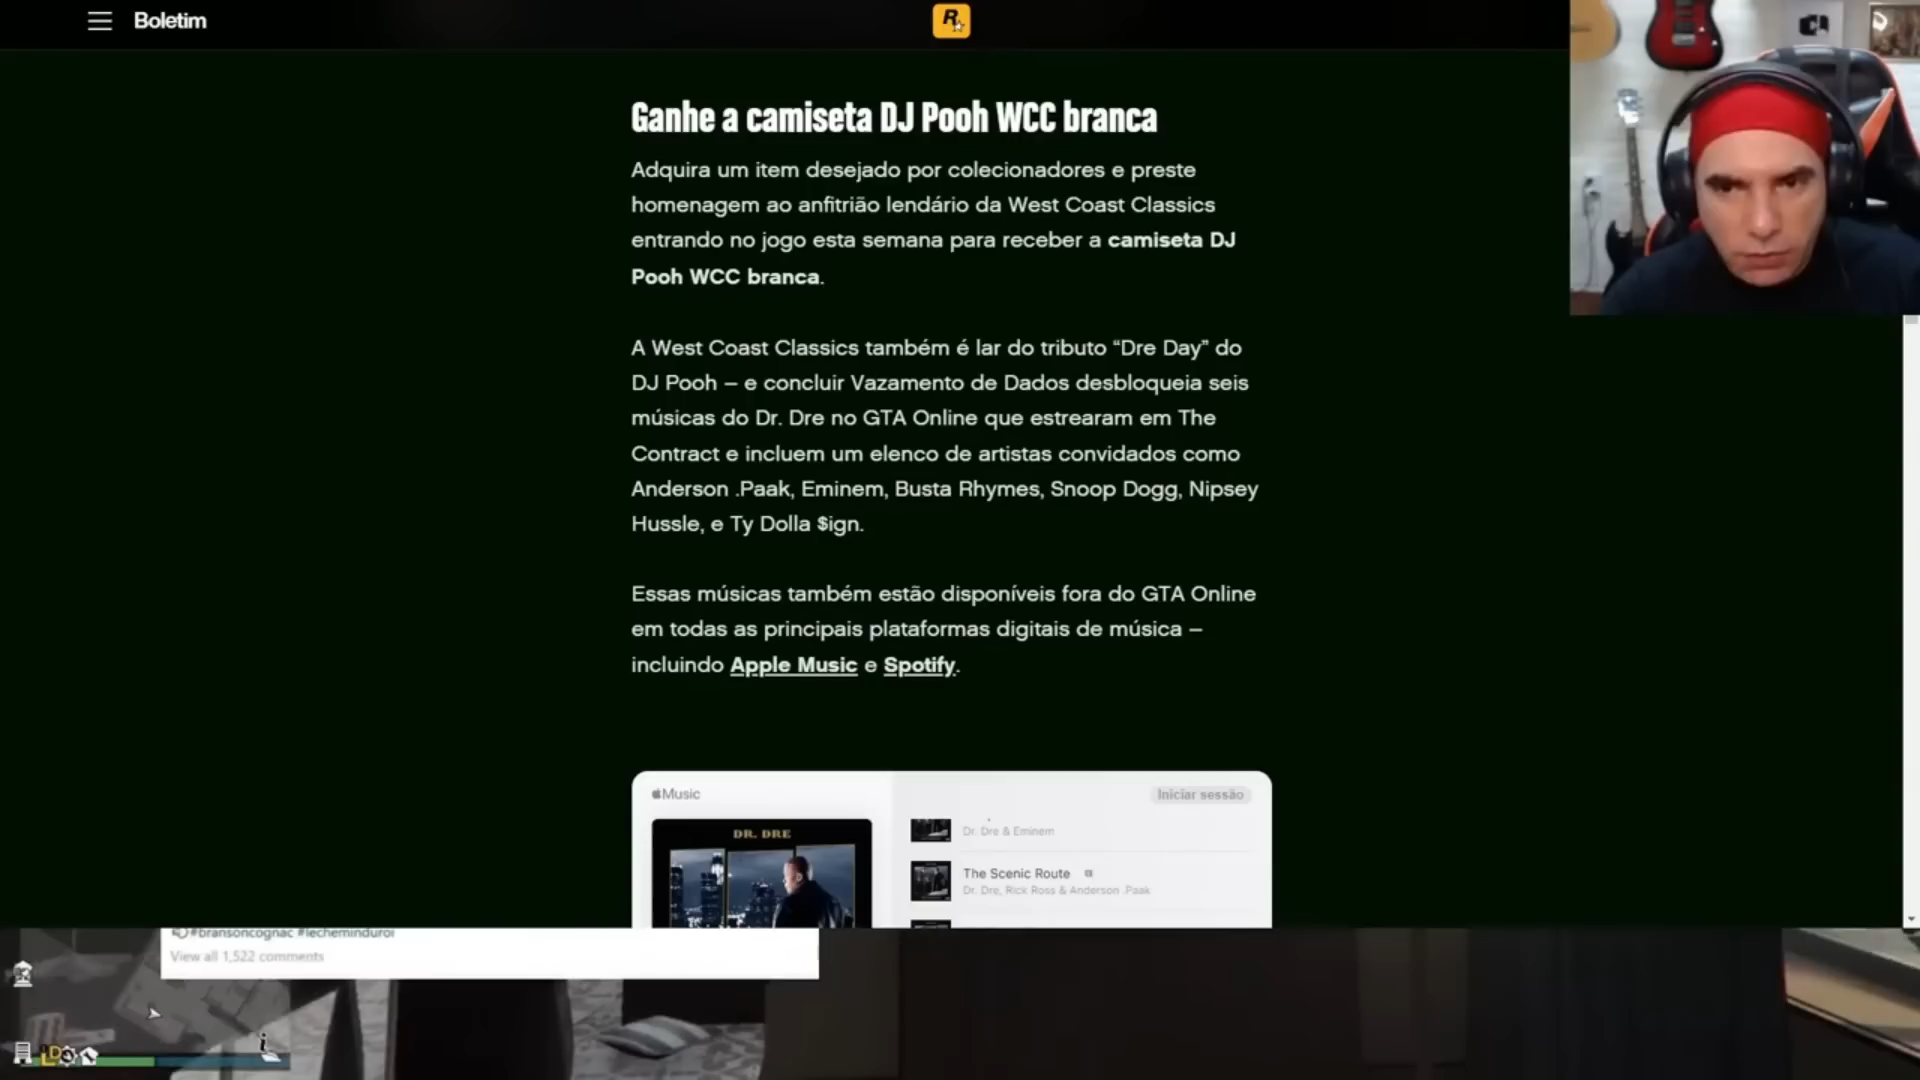 Boletim
R
Ganhe a camiseta DJ Pooh WCC branca
Adquira um item desejado por colecionadores e preste
homenagem ao anfitrião lendário da West Coast Classics
entrando no jogo esta semana para receber a camiseta DJ
Pooh WCC branca.
A West Coast Classics também é lar do tributo “Dre Day” do
DJ Pooh – e concluir Vazamento de Dados desbloqueia seis
músicas do Dr. Dre no GTA Online que estrearam em The
Contract e incluem um elenco de artistas convidados como
Anderson .Paak, Eminem, Busta Rhymes, Snoop Dogg, Nipsey
Hussle, e Ty Dolla $ign.
Essas músicas também estão disponíveis fora do GTA Online
em todas as principais plataformas digitais de música –
incluindo Apple Music e Spotify.
Music
Iniciar sessão
DR. DRE
Dr. Dre & Eminem
The Scenic Route
Dr. Dre, Rick Ross & Anderson .Paak
#bransoncognac #lecheminduroi
View all 1,522 comments